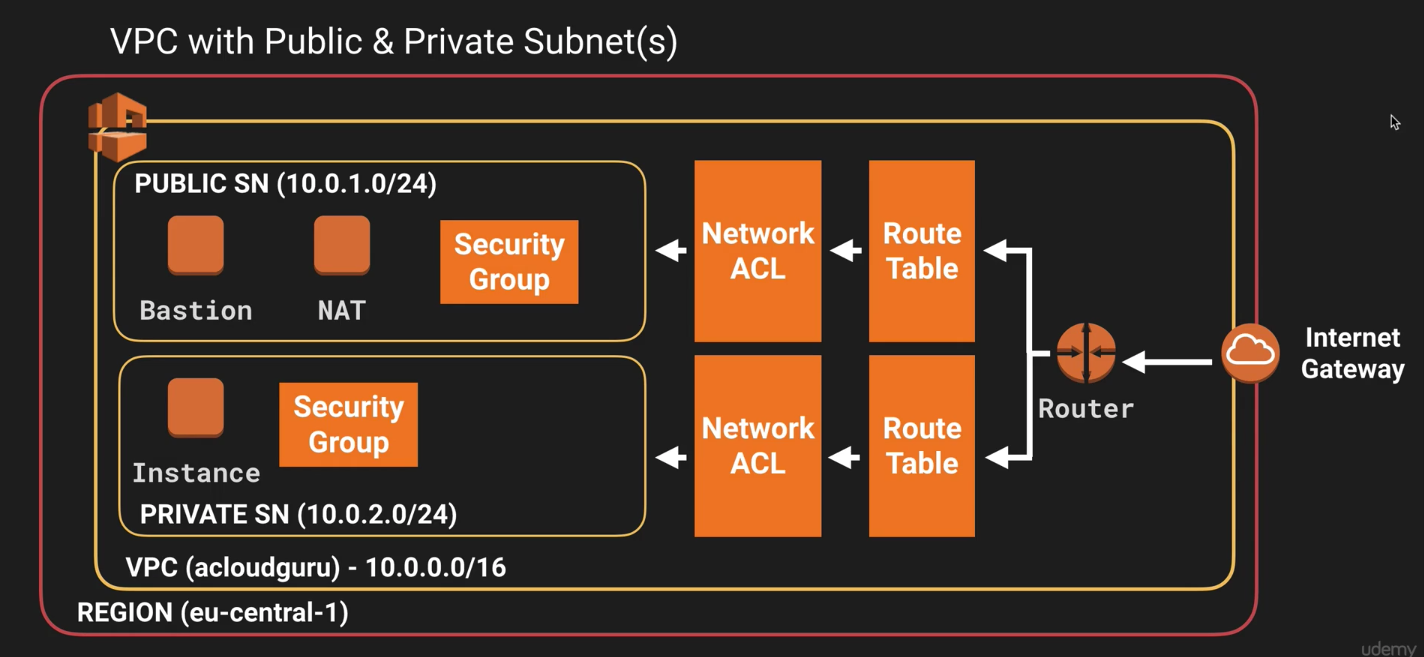 VPC with Public & Private Subnet(s)
PUBLIC SN (10.0.1.0/24)
Bastion
NAT
Security
Group
Network
ACL
Route
Table
Instance
Security
Group
PRIVATE SN (10.0.2.0/24)
Network
ACL
Route
Table
Router
Internet
Gateway
VPC (acloudguru) - 10.0.0.0/16
REGION (eu-central-1)
udemy